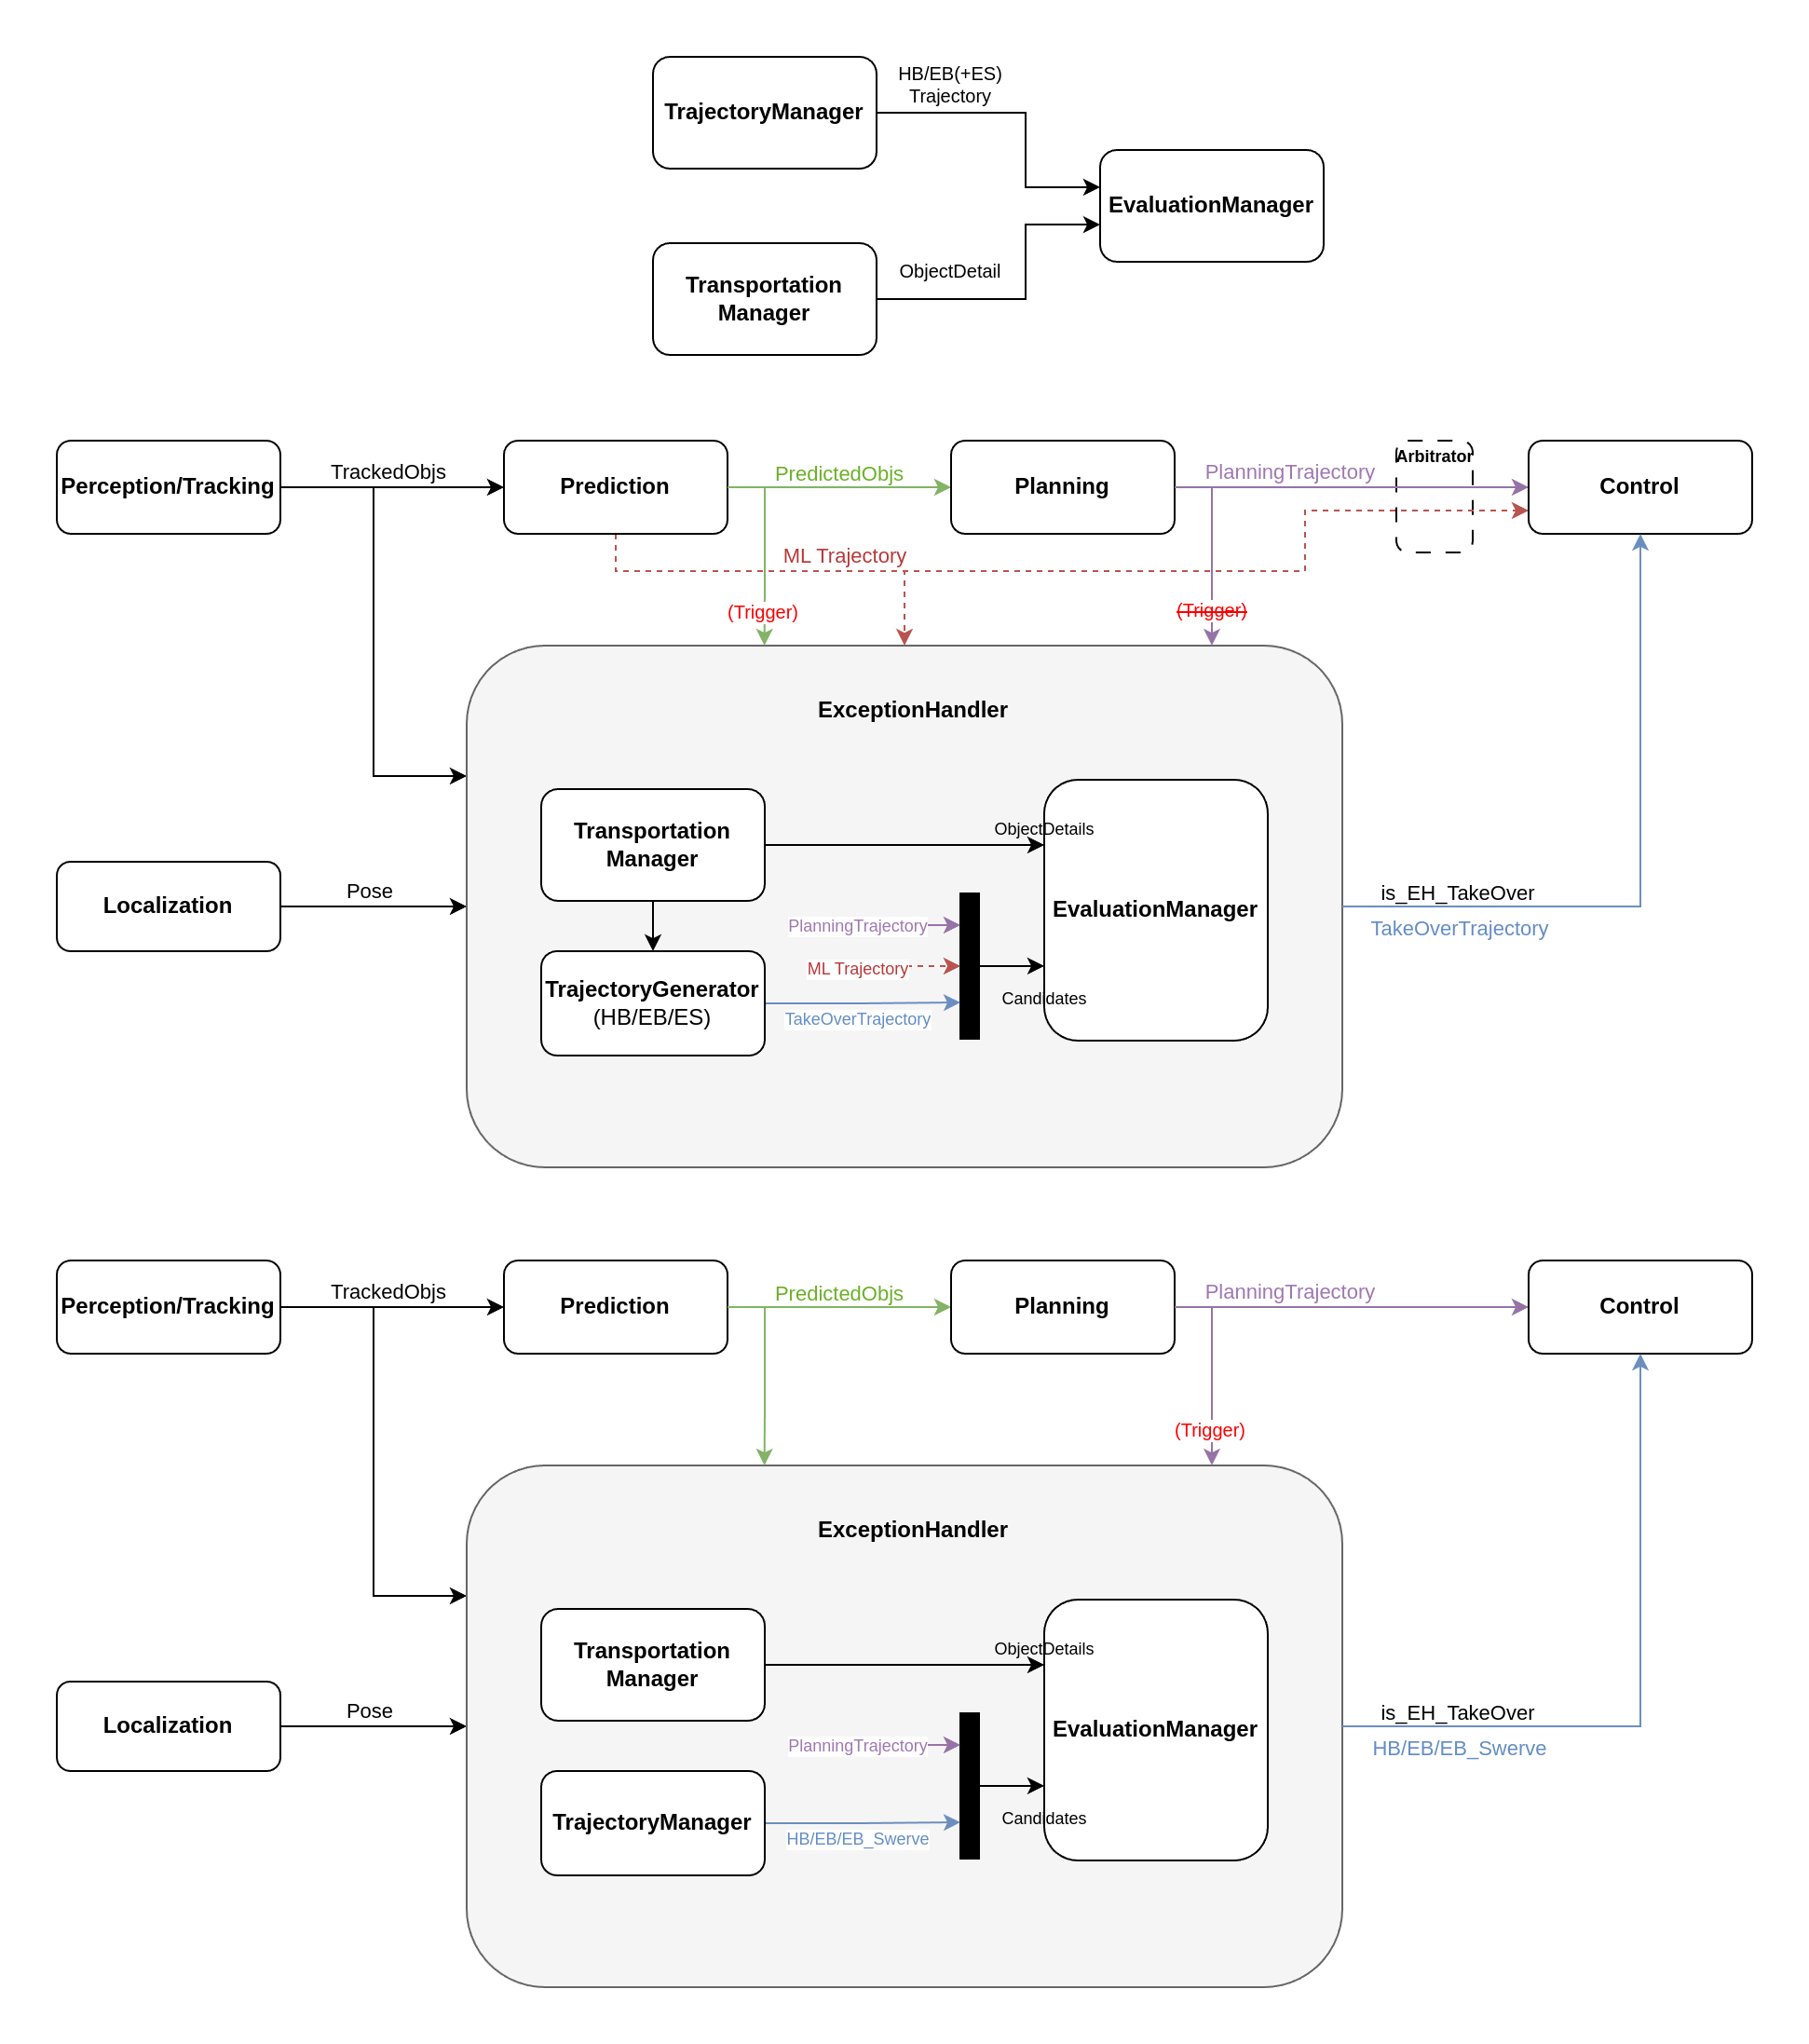 HB/EB(+ES)
Trajectory
TrajectoryManager
EvaluationManager
ObjectDetail
Transportation
Manager
Perception/Tracking
TrackedObjs
Prediction
PredictedObjs
Planning
PlanningTrajectory
Arbitrator
Control
ML Trajectory
(Trigger)
(Trigger)
ExceptionHandler
Transportation
Manager
ObjectDetails
Localization
Pose
PlanningTrajectory
EvaluationManager
is_EH_TakeOver
TakeOverTrajectory
ML Trajectory
TrajectoryGenerator
(HB/EB/ES)
TakeOverTrajectory
Candidates
Perception/Tracking
TrackedObjs
Prediction
PredictedObjs
Planning
PlanningTrajectory
Control
(Trigger)
ExceptionHandler
Transportation
Manager
ObjectDetails
Localization
Pose
PlanningTrajectory
EvaluationManager
is_EH_TakeOver
HB/EB/EB_Swerve
TrajectoryManager
HB/EB/EB_Swerve
Candidates